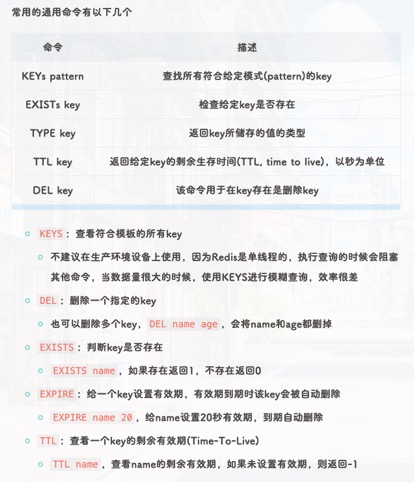 常用的通用命令有以下几个
命令 描述
KEYs pattern 查找所有符合给定模式(pattern)的key
EXISTs key 检查给定key是否存在
TYPE key 返回key所储存的值的类型
TTL key 返回给定key的剩余生存时间(TTL, time to live)，以秒为单位
DEL key 该命令用于在key存在是删除key
KEYS：查看符合模板的所有key
不建议在生产环境设备上使用，因为Redis是单线程的，执行查询的时候会阻塞
其他命令，当数据量很大的时候，使用KEYS进行模糊查询，效率很差
DEL：删除一个指定的key
也可以删除多个key，DEL name age，会将name和age都删掉
EXISTS：判断key是否存在
EXISTS name，如果存在返回1，不存在返回0
EXPIRE：给一个key设置有效期，有效期到期时该key会被自动删除
EXPIRE name 20，给name设置20秒有效期，到期自动删除
TTL：查看一个key的剩余有效期(Time-To-Live)
TTL name，查看name的剩余有效期，如果未设置有效期，则返回-1